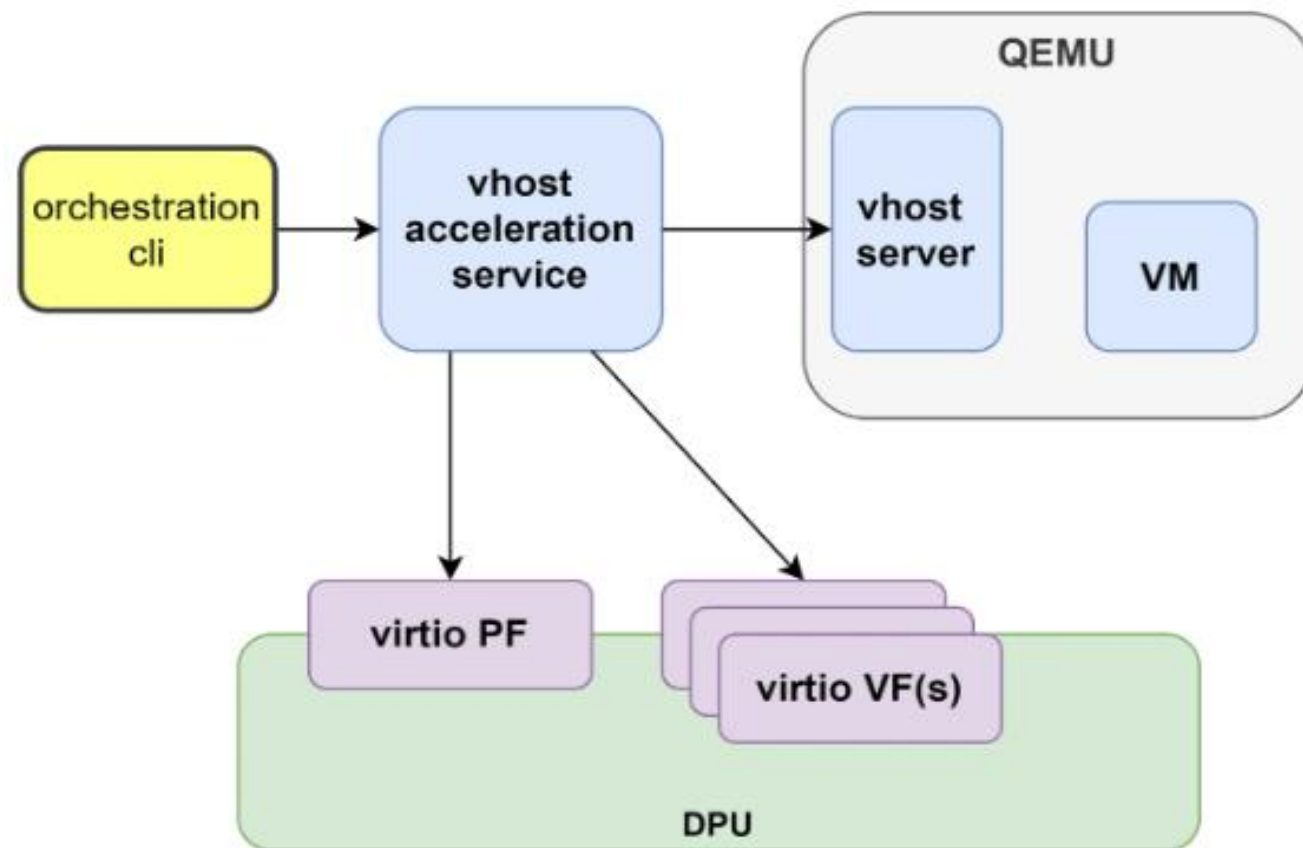 QEMU
orchestration
cli
vhost
acceleration
service
vhost
server
VM
virtio PF
virtio VF(s)
DPU